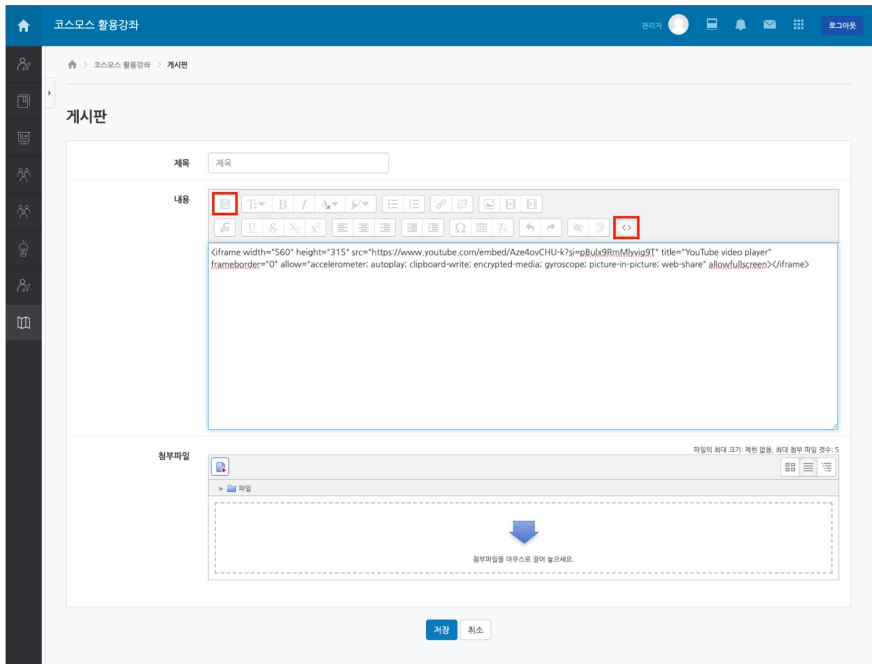 코스모스 활용강좌
관리자
로그아웃
코스모스 활용강좌 > 게시판
게시판
제목
제목
내용
<iframe width="560" height="315" src="https://www.youtube.com/embed/Aze4ovCHU-k?si=pBulx9RmMlyvig9T" title="YouTube video player"
frameborder="0" allow="accelerometer; autoplay; clipboard-write; encrypted-media; gyroscope; picture-in-picture; web-share" allowfullscreen></iframe>
파일의 최대 크기: 제한 없음, 최대 첨부 파일 갯수: 5
첨부파일
파일
첨부파일을 마우스로 끌어 놓으세요.
저장
취소